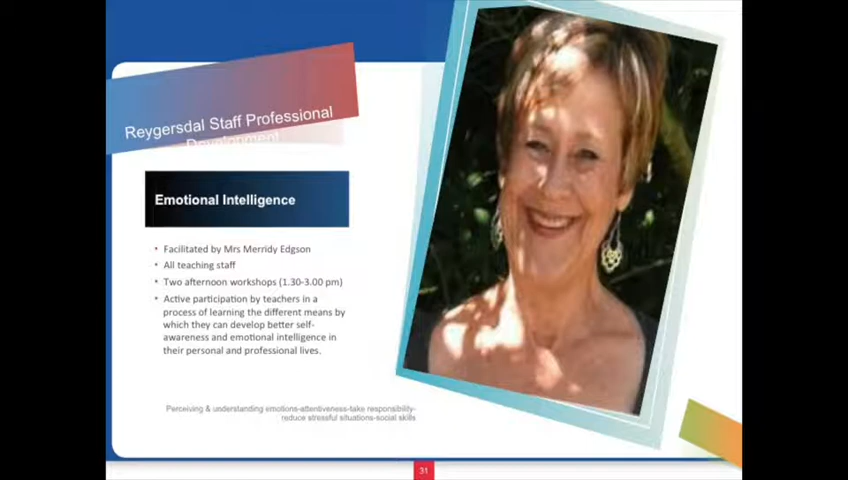 Reygersdal Staff Professional
Development
Emotional Intelligence
• Facilitated by Mrs Merridy Edgson
• All teaching staff
• Two afternoon workshops (1.30-3.00 pm)
• Active participation by teachers in a
process of learning the different means by
which they can develop better self-
awareness and emotional intelligence in
their personal and professional lives.
Perceiving & understanding emotions-attentiveness-take responsibility-
reduce stressful situations-social skills
31